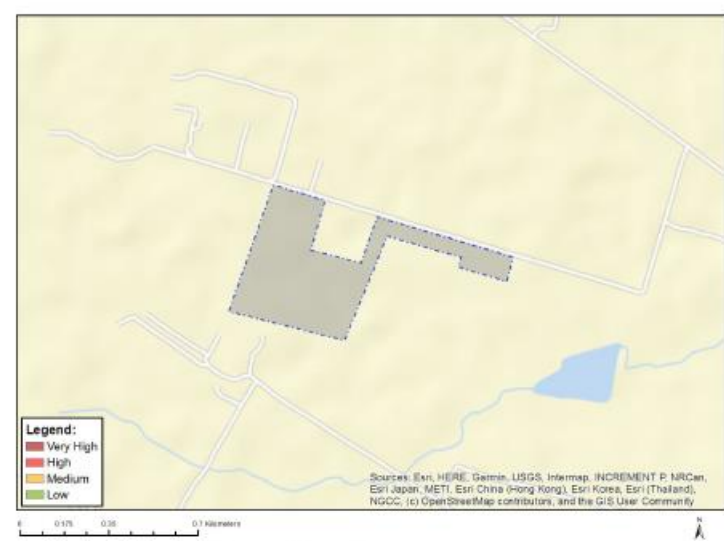 Legend:
Very High
High
Medium
Low
Sources: Esri, HERE, Garmin, USGS, Intermap, INCREMENT P, NRCan,
Esri Japan, METI, Esri China (Hong Kong), Esri Korea, Esri (Thailand),
NGCC, (c) OpenStreetMap contributors, and the GIS User Community
0 0.175 0.35 0.7 Kilometers
N